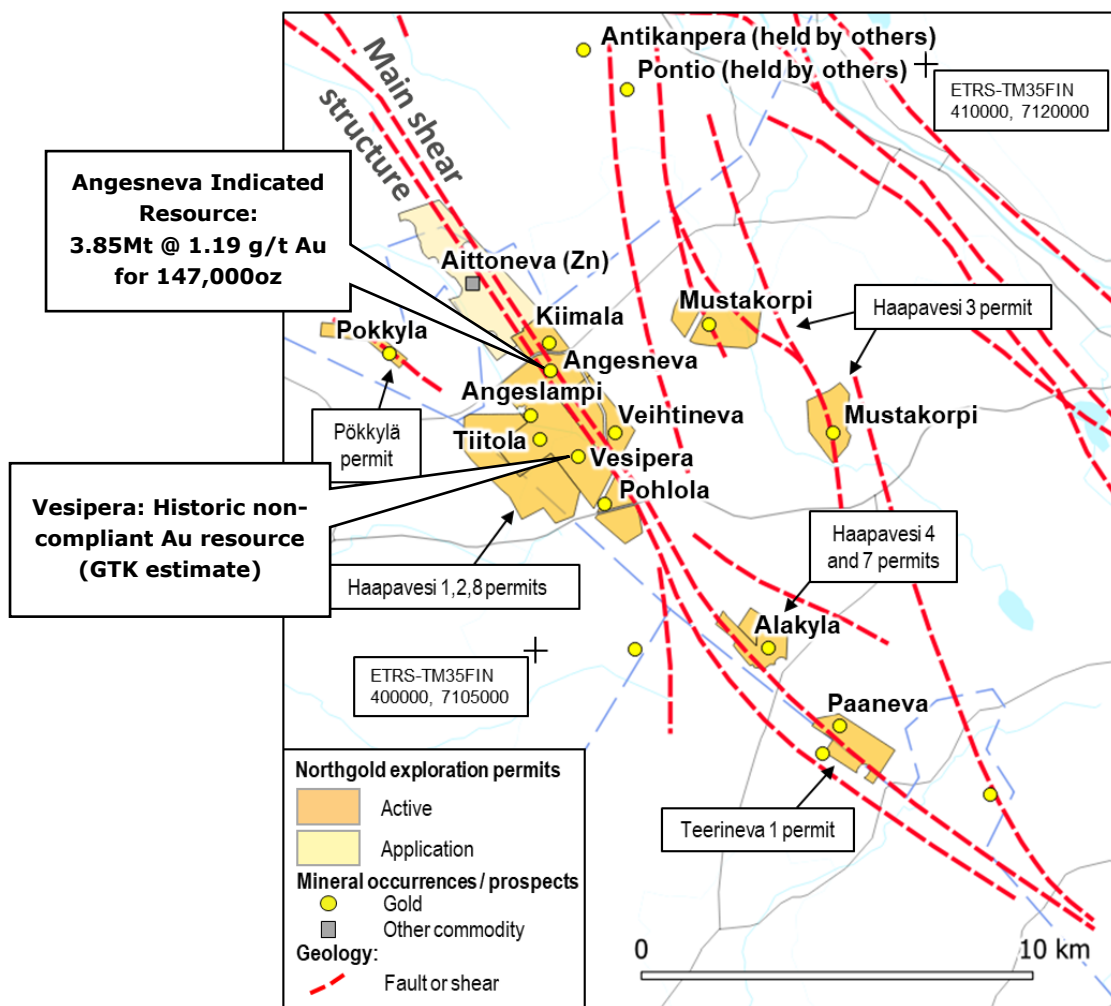 Antikanpera (held by others)
Pontio (held by others)
ETRS-TM35FIN
410000, 7120000
Main shear
structure
Angesneva Indicated
Resource:
3.85Mt @ 1.19 g/t Au
for 147,000oz
Aittoneva (Zn)
Kiimala
Mustakorpi
Haapavesi 3 permit
Pokkyla
Angesneva
Angeslampi
Veihtineva
Mustakorpi
Pökkylä
permit
Tiitola
Vesipera
Vesipera: Historic non-
compliant Au resource
(GTK estimate)
Pohlola
Haapavesi 4
and 7 permits
Haapavesi 1,2,8 permits
Alakyla
ETRS-TM35FIN
400000, 7105000
Paaneva
Teerineva 1 permit
Northgold exploration permits
Active
Application
Mineral occurrences / prospects
Gold
Other commodity
Geology:
Fault or shear
0
10 km